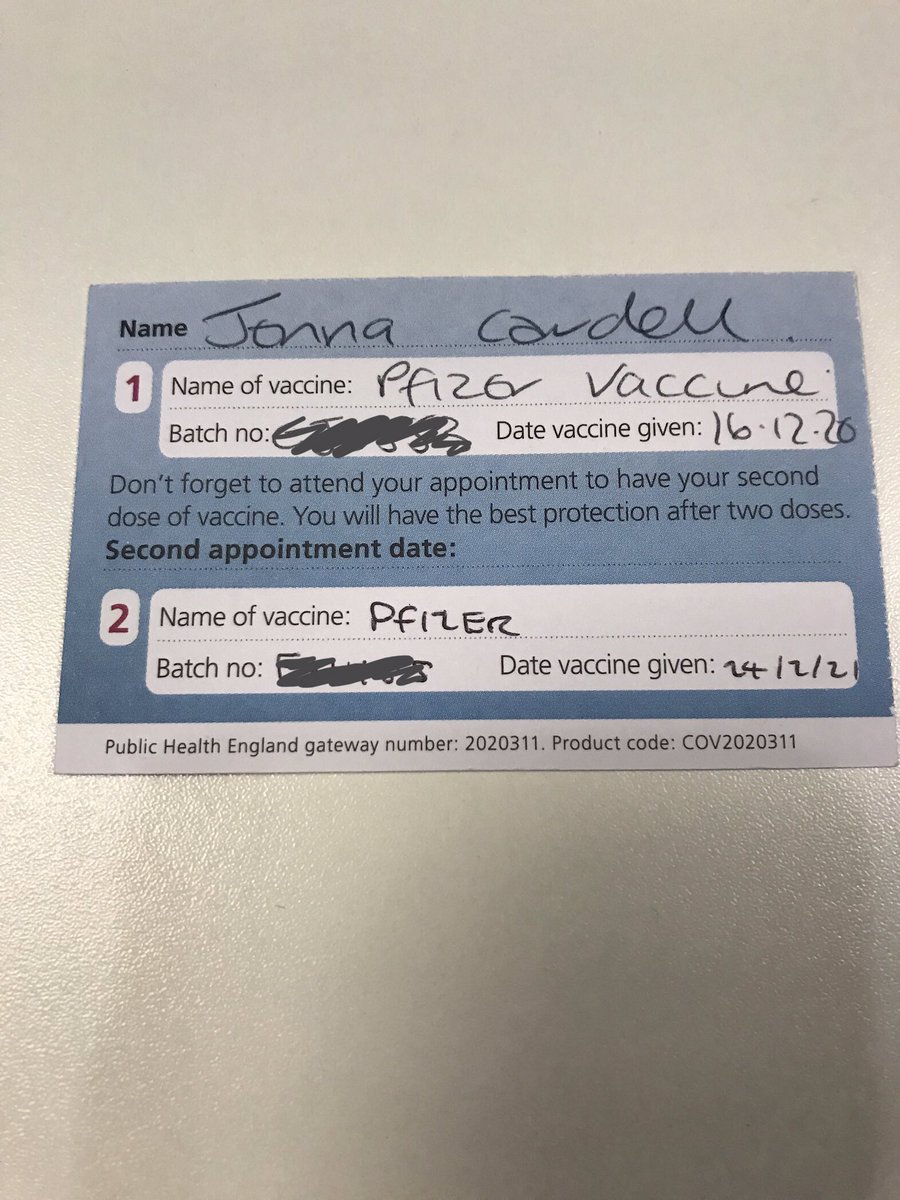 Name Jonna Cardell.
1 Name of vaccine: Pfizer Vaccine
Batch no: Date vaccine given: 16.12.20
Don't forget to attend your appointment to have your second
dose of vaccine. You will have the best protection after two doses.
Second appointment date:
2 Name of vaccine: PFIZER
Batch no: Date vaccine given: 24/2/21
Public Health England gateway number: 2020311. Product code: COV2020311